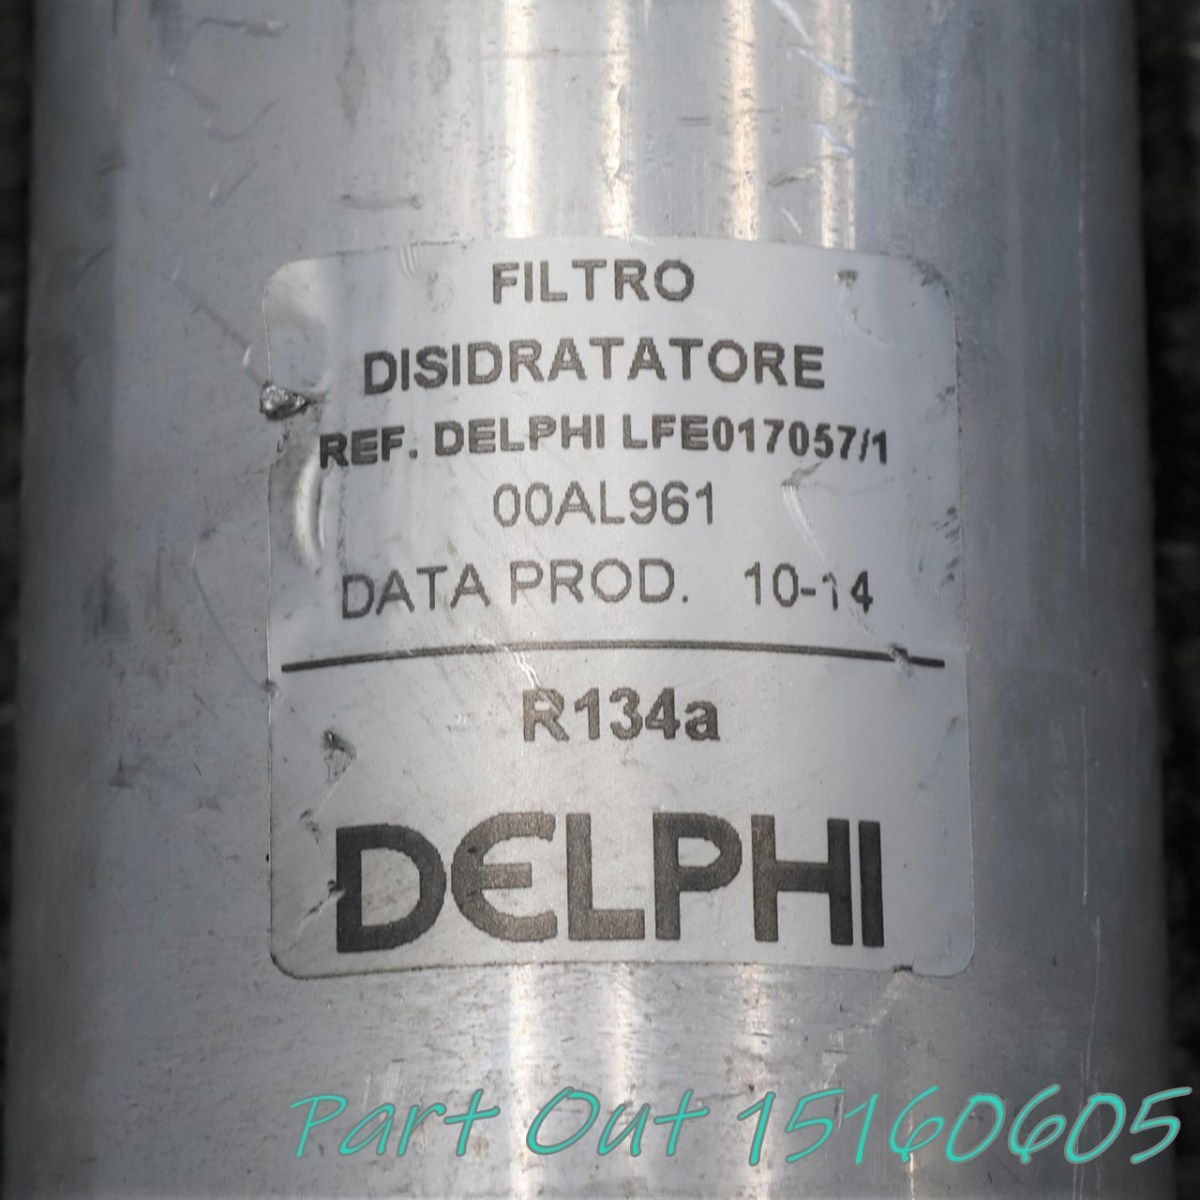 FILTRO
DISIDRATATORE
REF. DELPHI LFE017057/1
00AL961
DATA PROD. 10-14
R134a
DELPHI
Part Out 15160605